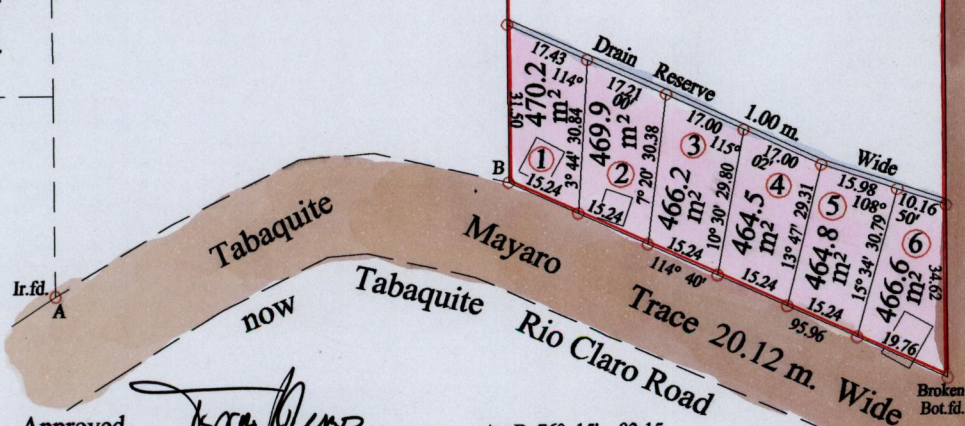 Drain Reserve 1.00 m. Wide
17.43
114°
17.21
00'
17.00
115°
17.00
02'
15.98
108°
10.16
50'
31.50
470.2 m²
30.84
3° 44'
469.9 m²
30.38
7° 20'
466.2 m²
29.80
10° 30'
464.5 m²
29.31
13° 47'
464.8 m²
30.79
15° 34'
466.6 m²
34.62
1
2
3
4
5
6
B
15.24
15.24
15.24
15.24
15.24
19.76
114° 40'
95.96
Tabaquite Mayaro Trace 20.12 m. Wide
Ir.fd.
A
now Tabaquite Rio Claro Road
Broken
Bot.fd.
Approved